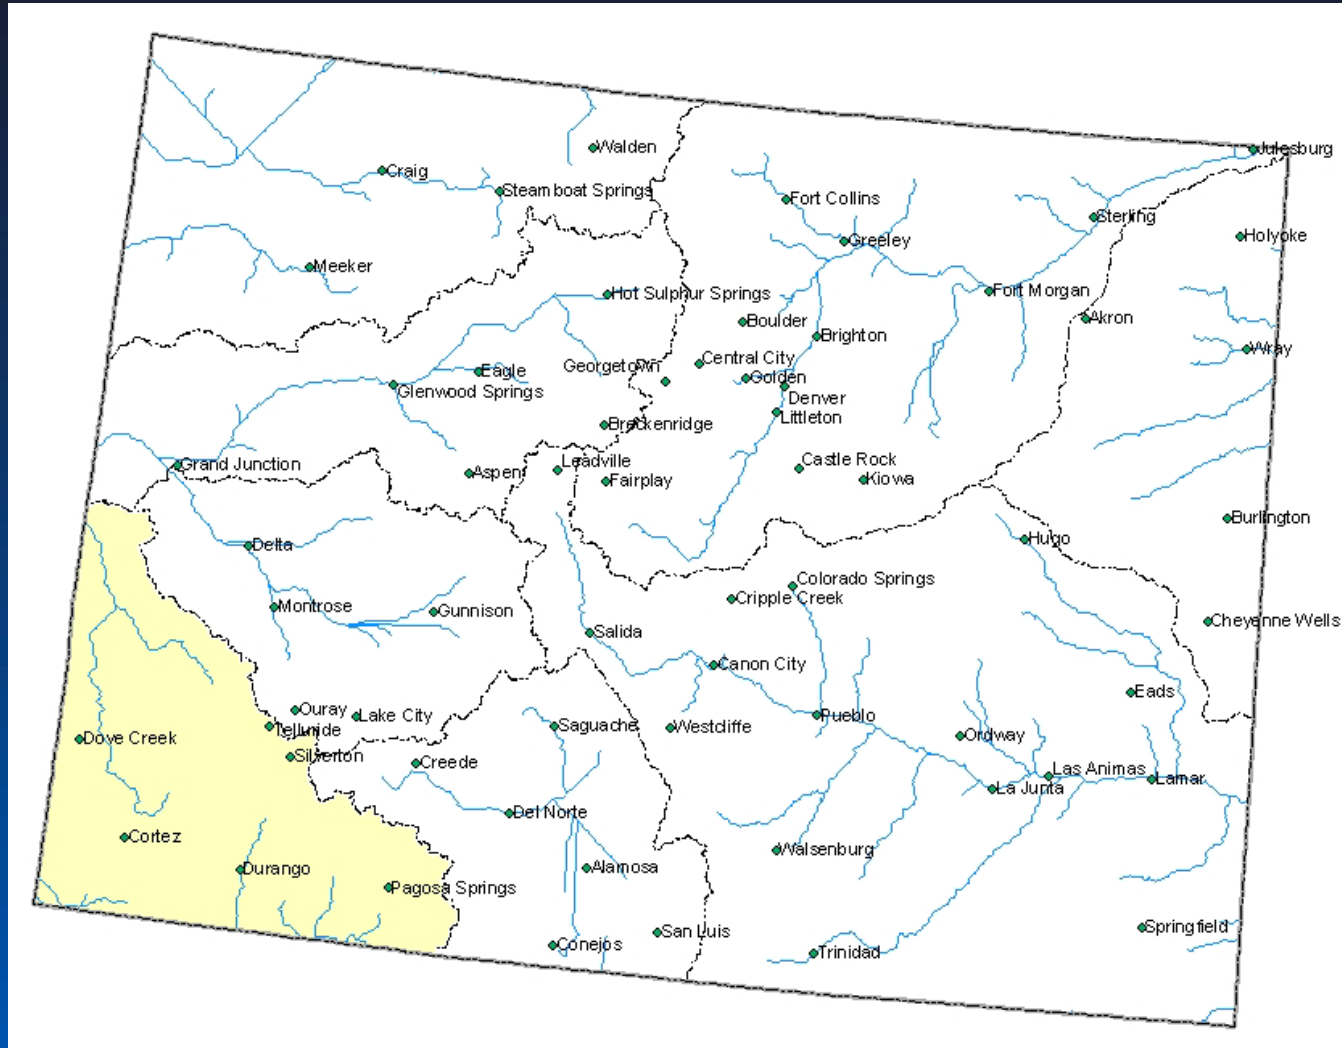 Julesburg
Walden
Craig
Steamboat Springs
Fort Collins
Sterling
Holyoke
Greeley
Meeker
Hot Sulphur Springs
Fort Morgan
Boulder
Akron
Brighton
Wray
Central City
Georgetown
Eagle
Golden
Glenwood Springs
Denver
Littleton
Breckenridge
Castle Rock
Leadville
Grand Junction
Aspen
Fairplay
Kiowa
Burlington
Hugo
Delta
Colorado Springs
Cripple Creek
Montrose
Gunnison
Cheyenne Wells
Salida
Canon City
Eads
Ouray
Lake City
Pueblo
Saguache
Westcliffe
Telluride
Ordway
Dove Creek
Silverton
Creede
Las Animas
Lamar
La Junta
Del Norte
Cortez
Walsenburg
Durango
Alamosa
Pagosa Springs
Springfield
San Luis
Conejos
Trinidad